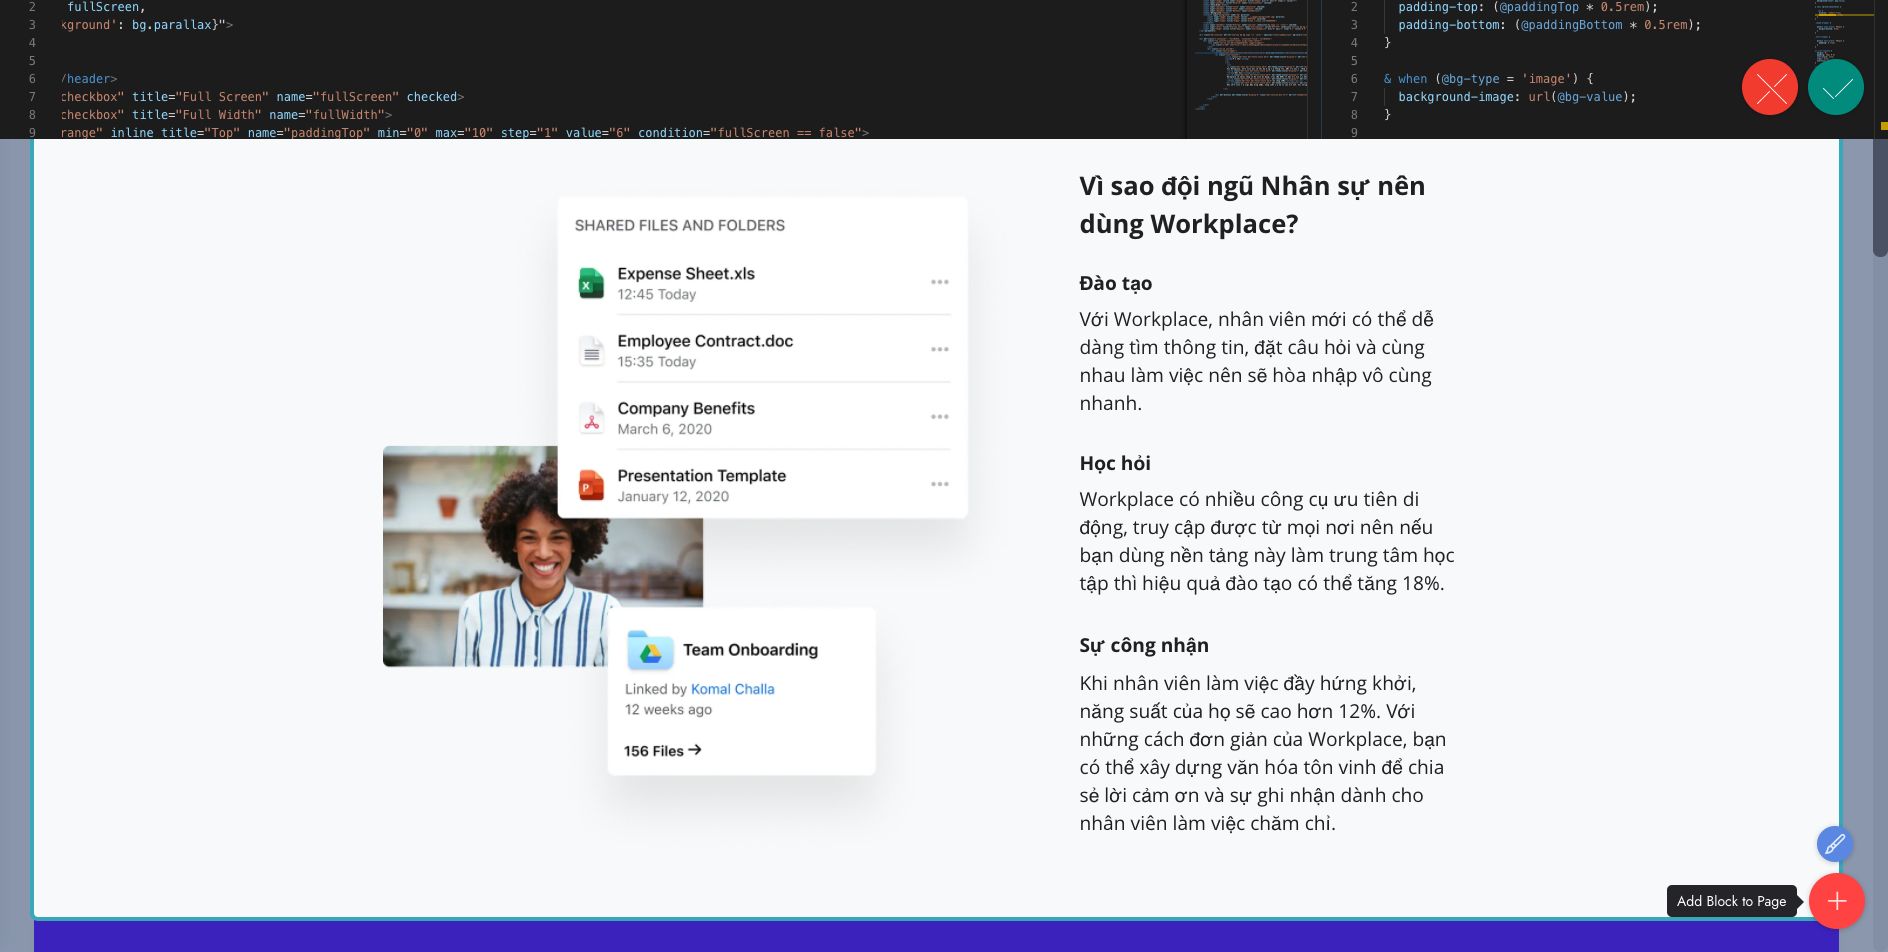 2
fullScreen,
3
kground': bg.parallax}">
4
5
6
/header>
7
checkbox" title="Full Screen" name="fullScreen" checked>
8
checkbox" title="Full Width" name="fullWidth">
9
range" inline title="Top" name="paddingTop" min="0" max="10" step="1" value="6" condition="fullScreen == false">
2
padding-top: (@paddingTop * 0.5rem);
3
padding-bottom: (@paddingBottom * 0.5rem);
4
}
5
6
& when (@bg-type = 'image') {
7
background-image: url(@bg-value);
8
}
9
SHARED FILES AND FOLDERS
Expense Sheet.xls
12:45 Today
Employee Contract.doc
15:35 Today
Company Benefits
March 6, 2020
Presentation Template
January 12, 2020
Team Onboarding
Linked by Komal Challa
12 weeks ago
156 Files →
Vì sao đội ngũ Nhân sự nên
dùng Workplace?
Đào tạo
Với Workplace, nhân viên mới có thể dễ
dàng tìm thông tin, đặt câu hỏi và cùng
nhau làm việc nên sẽ hòa nhập vô cùng
nhanh.
Học hỏi
Workplace có nhiều công cụ ưu tiên di
động, truy cập được từ mọi nơi nên nếu
bạn dùng nền tảng này làm trung tâm học
tập thì hiệu quả đào tạo có thể tăng 18%.
Sự công nhận
Khi nhân viên làm việc đầy hứng khởi,
năng suất của họ sẽ cao hơn 12%. Với
những cách đơn giản của Workplace, bạn
có thể xây dựng văn hóa tôn vinh để chia
sẻ lời cảm ơn và sự ghi nhận dành cho
nhân viên làm việc chăm chỉ.
Add Block to Page